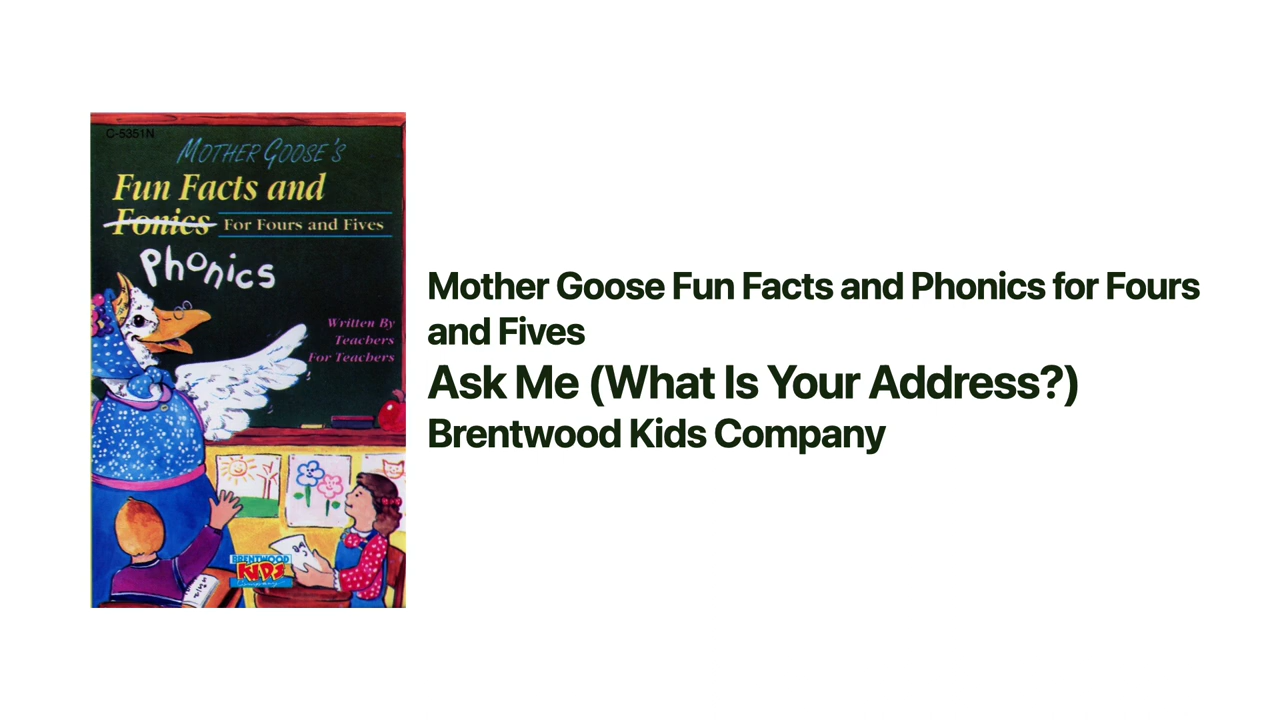 C-5351N
MOTHER GOOSE'S
Fun Facts and
Fonics For Fours and Fives
Phonics
Written By
Teachers
For Teachers
BRENTWOOD
KIDS
Company
Mother Goose Fun Facts and Phonics for Fours
and Fives
Ask Me (What Is Your Address?)
Brentwood Kids Company